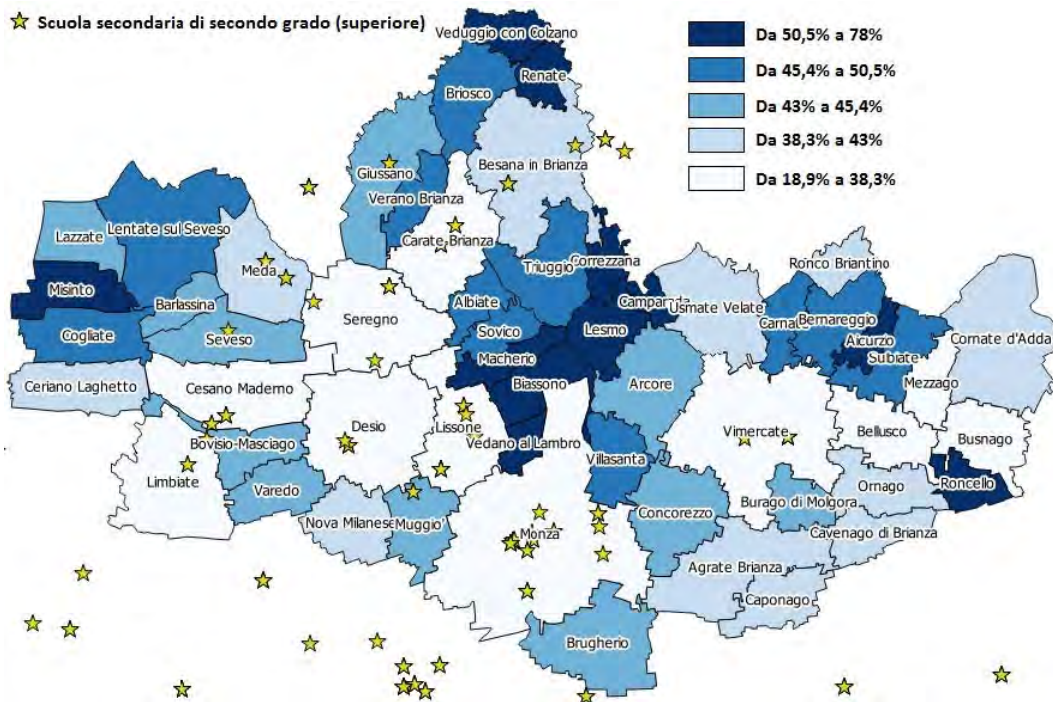 Scuola secondaria di secondo grado (superiore)
Da 50,5% a 78%
Da 45,4% a 50,5%
Da 43% a 45,4%
Da 38,3% a 43%
Da 18,9% a 38,3%
Veduggio con Colzano
Renate
Briosco
Besana in Brianza
Giussano
Verano Brianza
Carate Brianza
Lazzate
Lentate sul Seveso
Meda
Misinto
Barlassina
Cogliate
Seveso
Seregno
Triuggio
Correzzana
Albiate
Sovico
Lesmo
Usmate Velate
Ronco Briantino
Bernareggio
Aicurzio
Cornate d'Adda
Macherio
Biassono
Arcore
Mezzago
Ceriano Laghetto
Cesano Maderno
Desio
Lissone
Vedano al Lambro
Villasanta
Vimercate
Bellusco
Busnago
Bovisio-Masciago
Limbiate
Varedo
Roncello
Ornago
Burago di Molgora
Concorezzo
Nova Milanese
Muggio'
Monza
Cavenago di Brianza
Agrate Brianza
Caponago
Brugherio